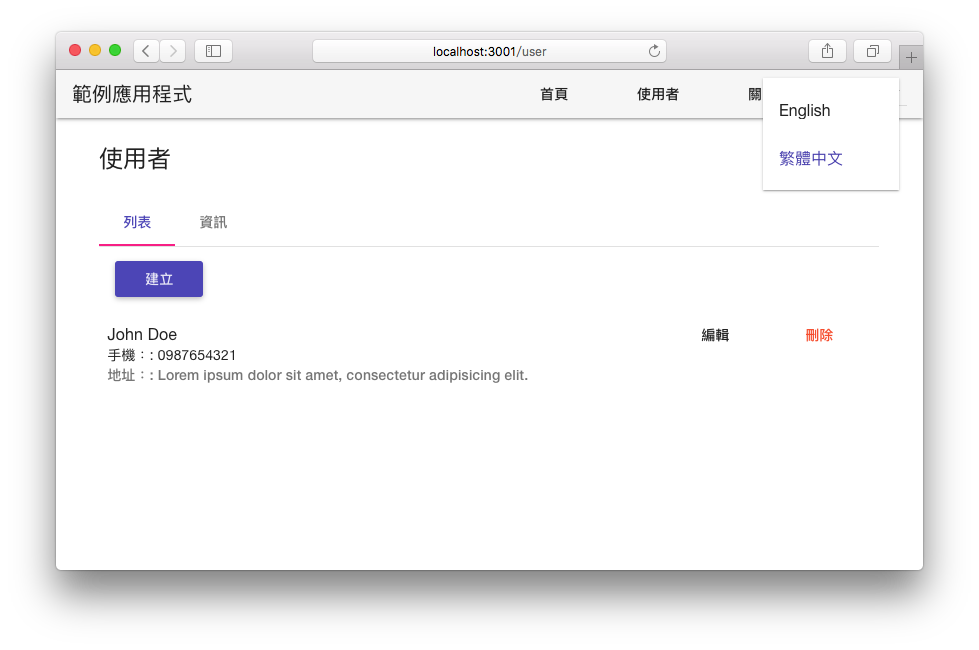 localhost:3001/user
範例應用程式
首頁
使用者
關
English
繁體中文
使用者
列表
資訊
建立
John Doe
編輯
刪除
手機：: 0987654321
地址：: Lorem ipsum dolor sit amet, consectetur adipisicing elit.